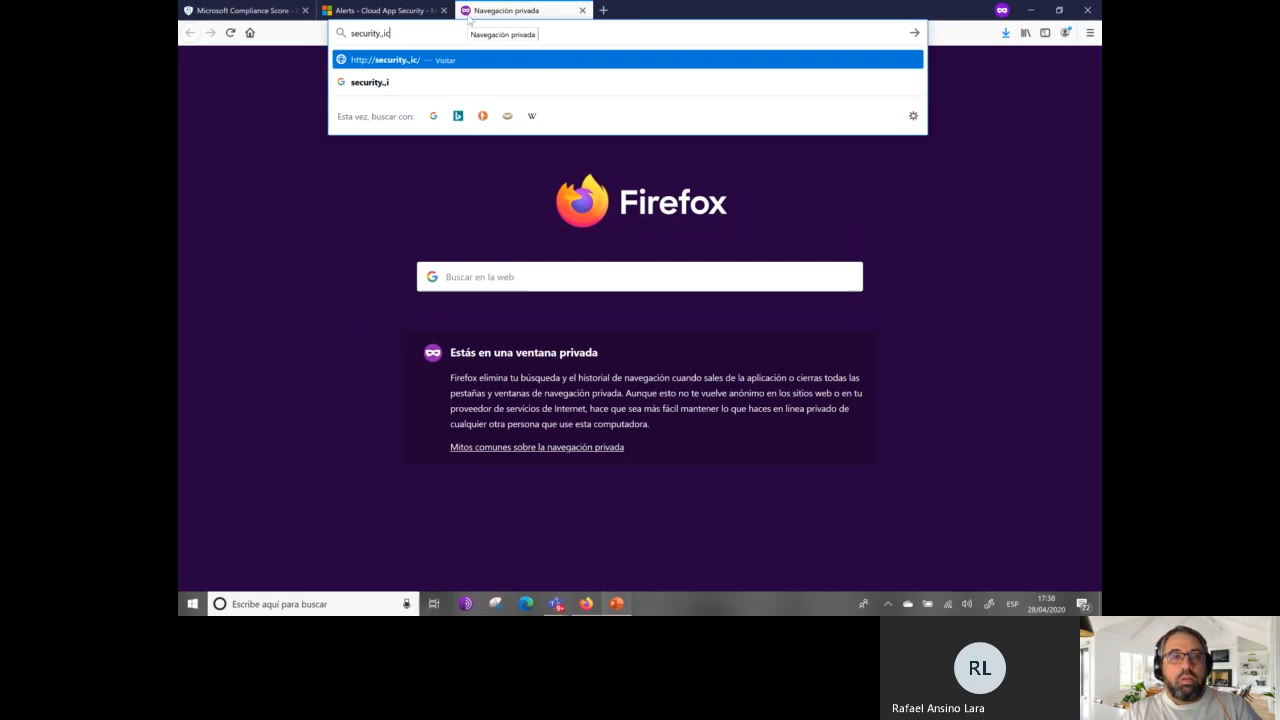 Microsoft Compliance Score -
Alerts - Cloud App Security - M
Navegación privada
security.,ic
Navegación privada
http://security.,ic/ — Visitar
security.,i
Esta vez, buscar con:
Firefox
Buscar en la web
Estás en una ventana privada
Firefox elimina tu búsqueda y el historial de navegación cuando sales de la aplicación o cierras todas las
pestañas y ventanas de navegación privada. Aunque esto no te vuelve anónimo en los sitios web o en tu
proveedor de servicios de Internet, hace que sea más fácil mantener lo que haces en línea privado de
cualquier otra persona que use esta computadora.
Mitos comunes sobre la navegación privada
Escribe aquí para buscar
ESP
17:38
28/04/2020
22
RL
Rafael Ansino Lara